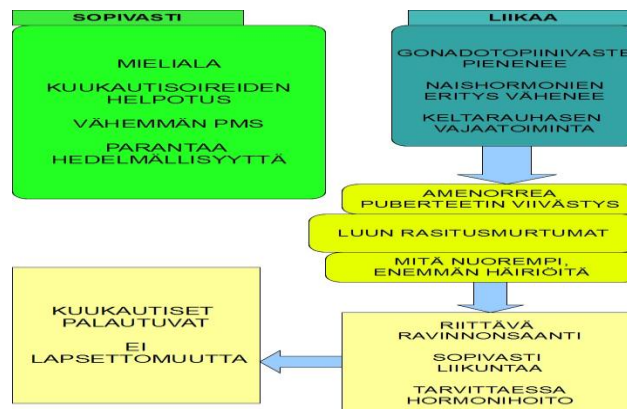 SOPIVASTI
MIELIALA
KUUKAUTISOIREIDEN
HELPOTUS
VÄHEMMÄN PMS
PARANTAA
HEDELMÄLLISYYTTÄ
LIIKAA
GONADOTOPIINIVASTE
PIENENEE
NAISHORMONIEN
ERITYS VÄHENEE
KELTARAUHASEN
VAJAATOIMINTA
AMENORREA
PUBERTEETIN VIIVÄSTYS
LUUN RASITUSMURTUMAT
MITÄ NUOREMPI,
ENEMMÄN HÄIRIÖITÄ
RIITTÄVÄ
RAVINNONSAANTI
SOPIVASTI
LIIKUNTAA
TARVITTAESSA
HORMONIHOITO
KUUKAUTISET
PALAUTUVAT
EI
LAPSETTOMUUTTA